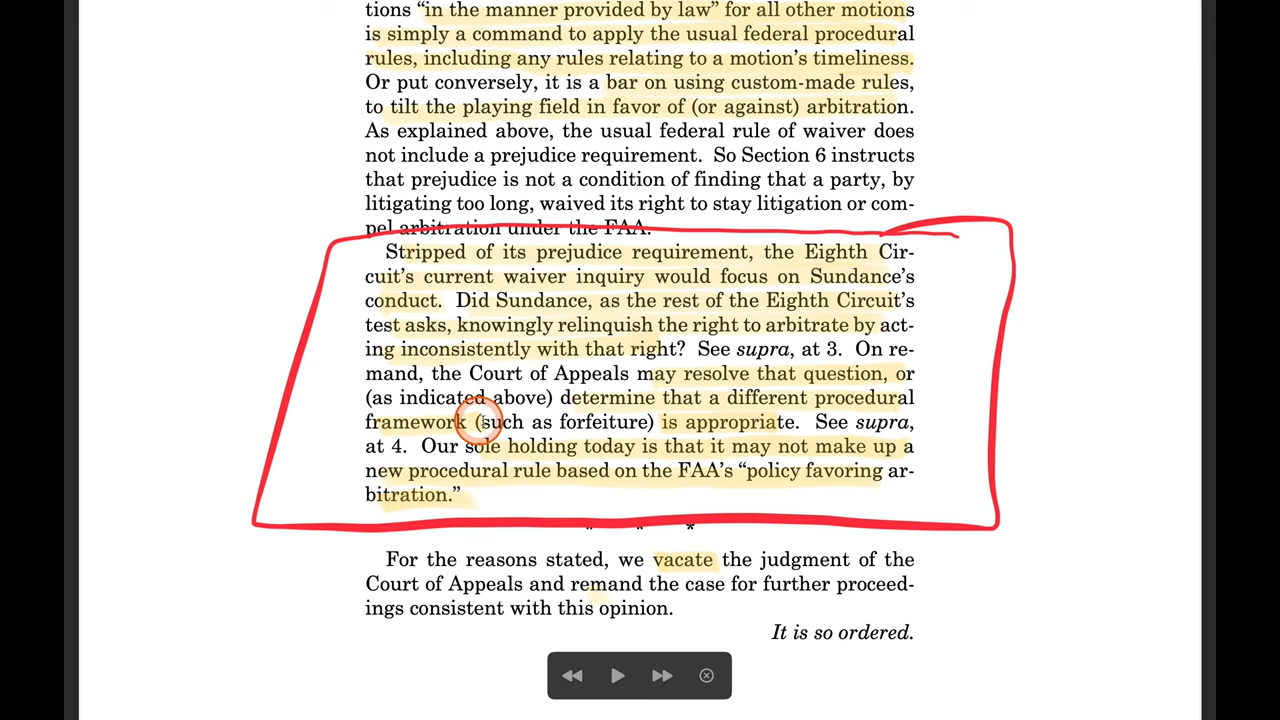 tions “in the manner provided by law” for all other motions
is simply a command to apply the usual federal procedural
rules, including any rules relating to a motion’s timeliness.
Or put conversely, it is a bar on using custom-made rules,
to tilt the playing field in favor of (or against) arbitration.
As explained above, the usual federal rule of waiver does
not include a prejudice requirement. So Section 6 instructs
that prejudice is not a condition of finding that a party, by
litigating too long, waived its right to stay litigation or com-
pel arbitration under the FAA.
Stripped of its prejudice requirement, the Eighth Cir-
cuit’s current waiver inquiry would focus on Sundance’s
conduct. Did Sundance, as the rest of the Eighth Circuit’s
test asks, knowingly relinquish the right to arbitrate by act-
ing inconsistently with that right? See supra, at 3. On re-
mand, the Court of Appeals may resolve that question, or
(as indicated above) determine that a different procedural
framework (such as forfeiture) is appropriate. See supra,
at 4. Our sole holding today is that it may not make up a
new procedural rule based on the FAA’s “policy favoring ar-
bitration.”
* * *
For the reasons stated, we vacate the judgment of the
Court of Appeals and remand the case for further proceed-
ings consistent with this opinion.
It is so ordered.